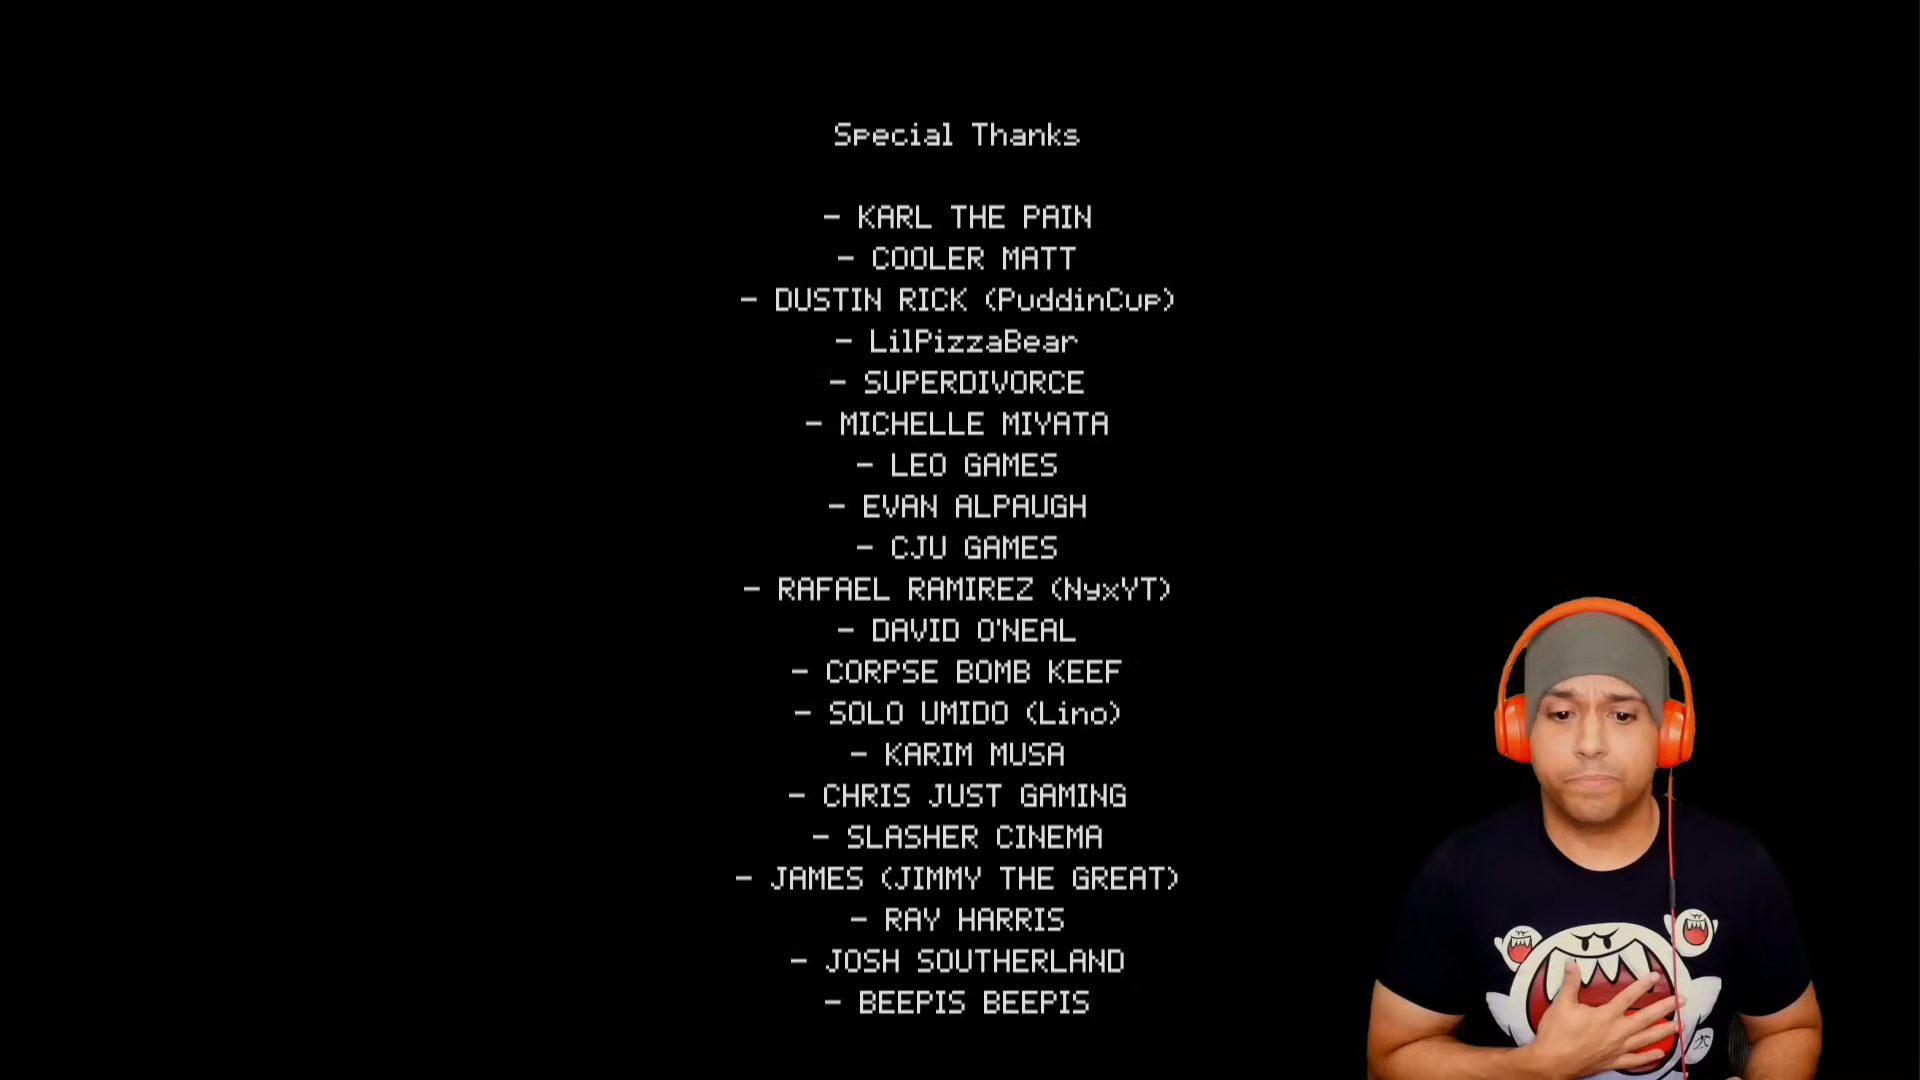 Special Thanks
- KARL THE PAIN
- COOLER MATT
- DUSTIN RICK (PuddinCup)
- LilPizzaBear
- SUPERDIVORCE
- MICHELLE MIYATA
- LEO GAMES
- EVAN ALPAUGH
- CJU GAMES
- RAFAEL RAMIREZ (NyxYT)
- DAVID O'NEAL
- CORPSE BOMB KEEF
- SOLO UMIDO (Lino)
- KARIM MUSA
- CHRIS JUST GAMING
- SLASHER CINEMA
- JAMES (JIMMY THE GREAT)
- RAY HARRIS
- JOSH SOUTHERLAND
- BEEPIS BEEPIS